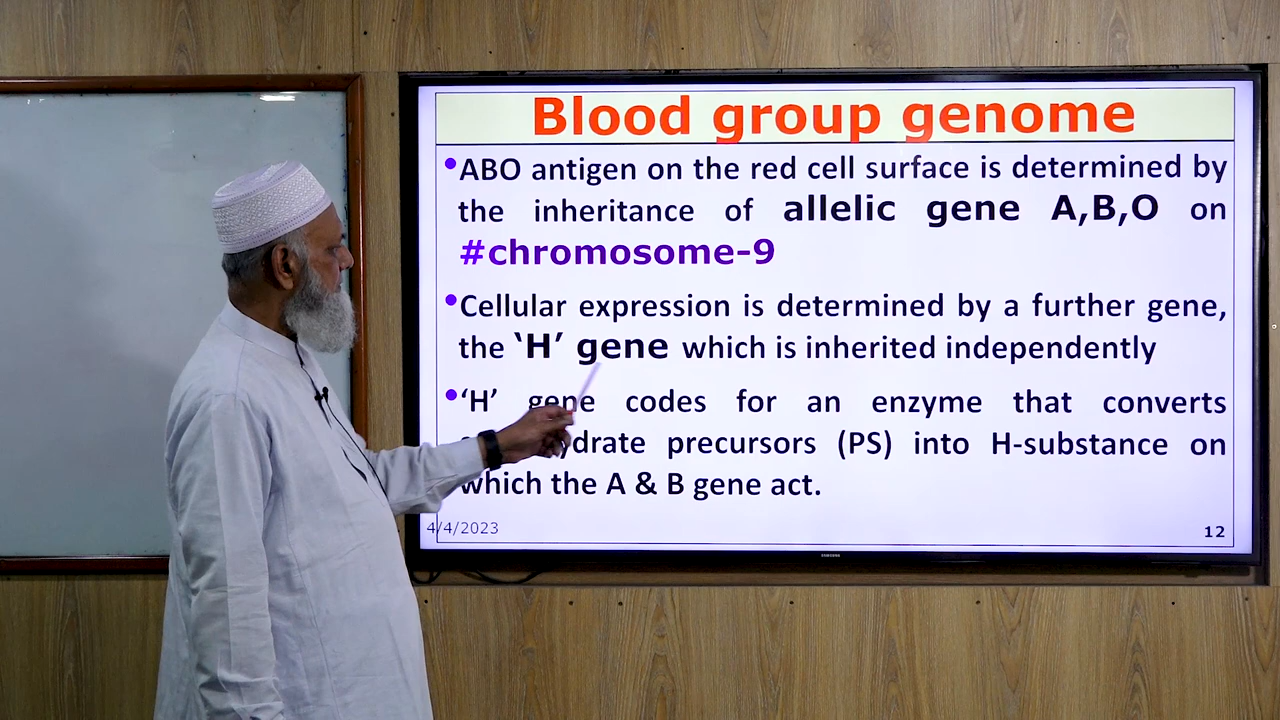 Blood group genome
•ABO antigen on the red cell surface is determined by
the inheritance of allelic gene A,B,O on
#chromosome-9
•Cellular expression is determined by a further gene,
the ‘H’ gene which is inherited independently
•‘H’ gene codes for an enzyme that converts
precursors (PS) into H-substance on
which the A & B gene act.
4/4/2023
12
SAMSUNG